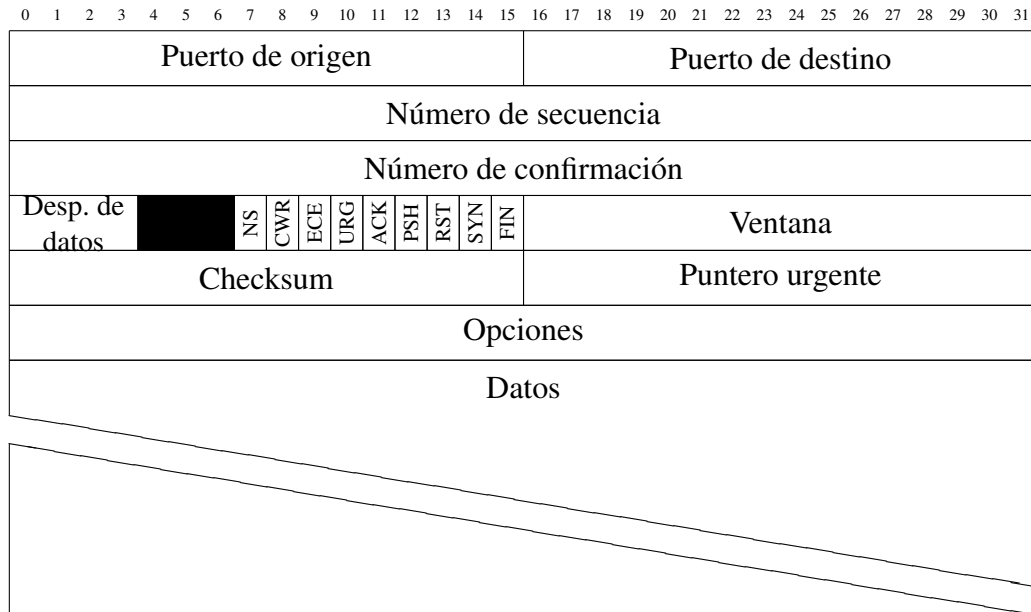 0 1 2 3 4 5 6 7 8 9 10 11 12 13 14 15 16 17 18 19 20 21 22 23 24 25 26 27 28 29 30 31
Puerto de origen Puerto de destino
Número de secuencia
Número de confirmación
Desp. de
datos
NS CWR ECE URG ACK PSH RST SYN FIN Ventana
Checksum Puntero urgente
Opciones
Datos